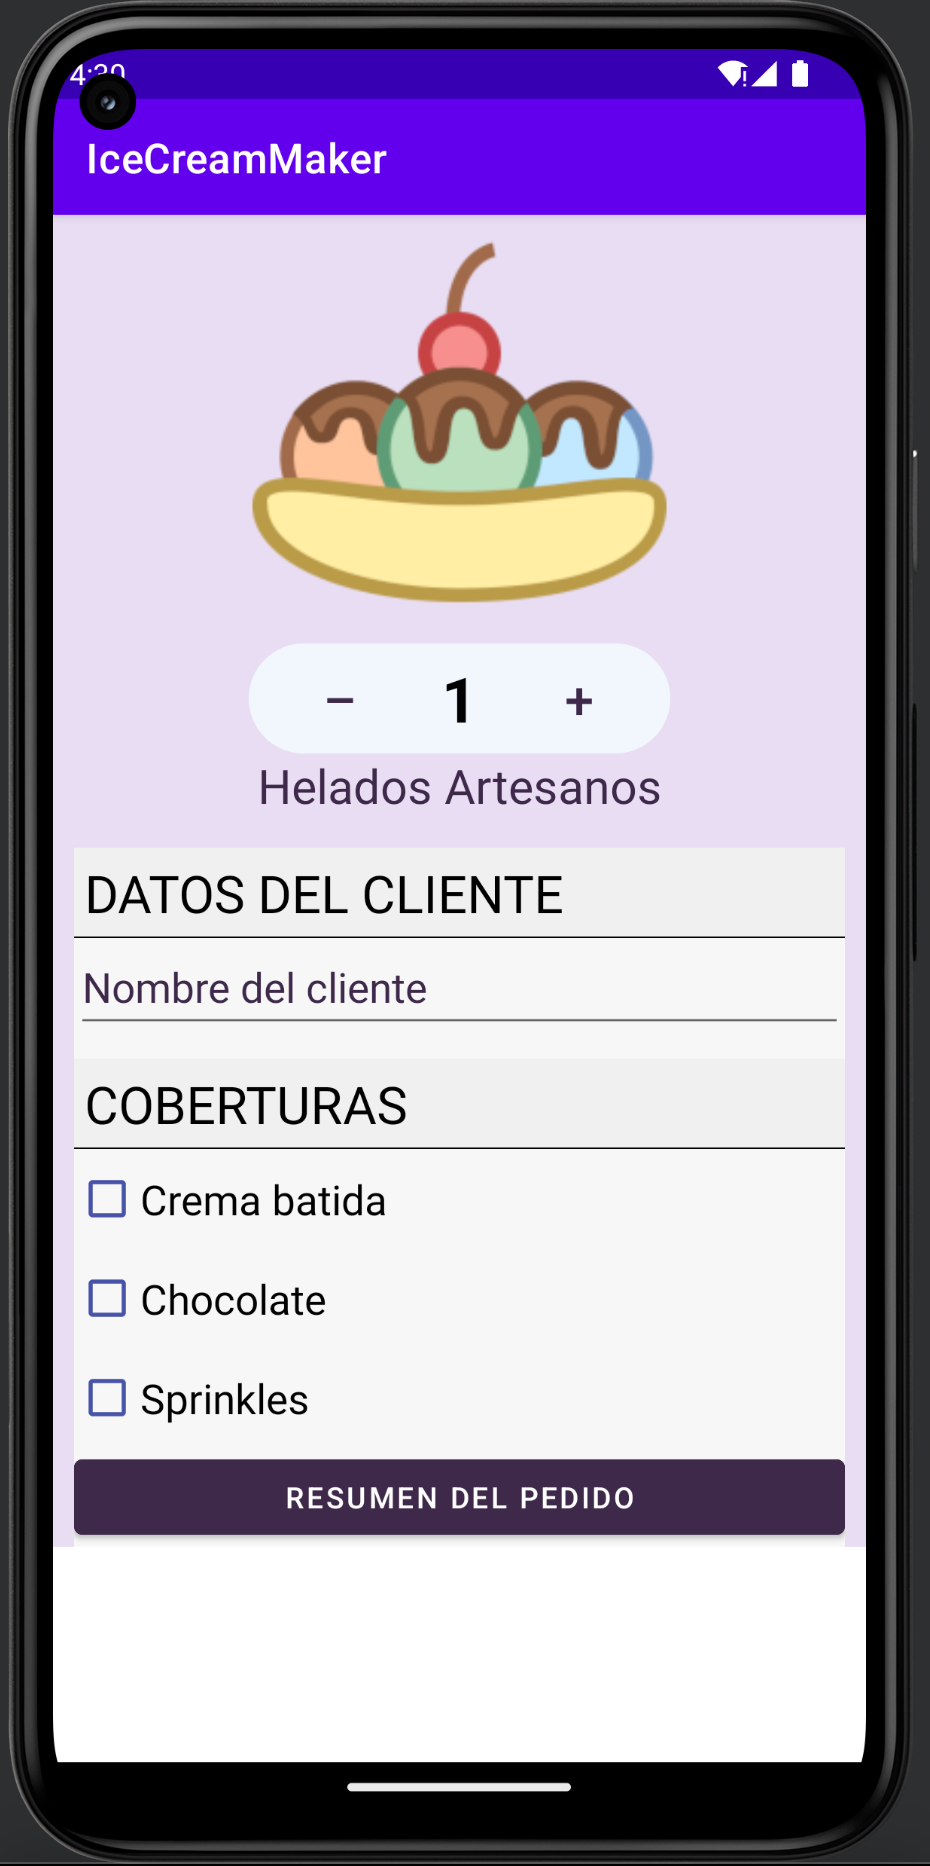 4:30
IceCreamMaker
− 1 +
Helados Artesanos
DATOS DEL CLIENTE
Nombre del cliente
COBERTURAS
Crema batida
Chocolate
Sprinkles
RESUMEN DEL PEDIDO